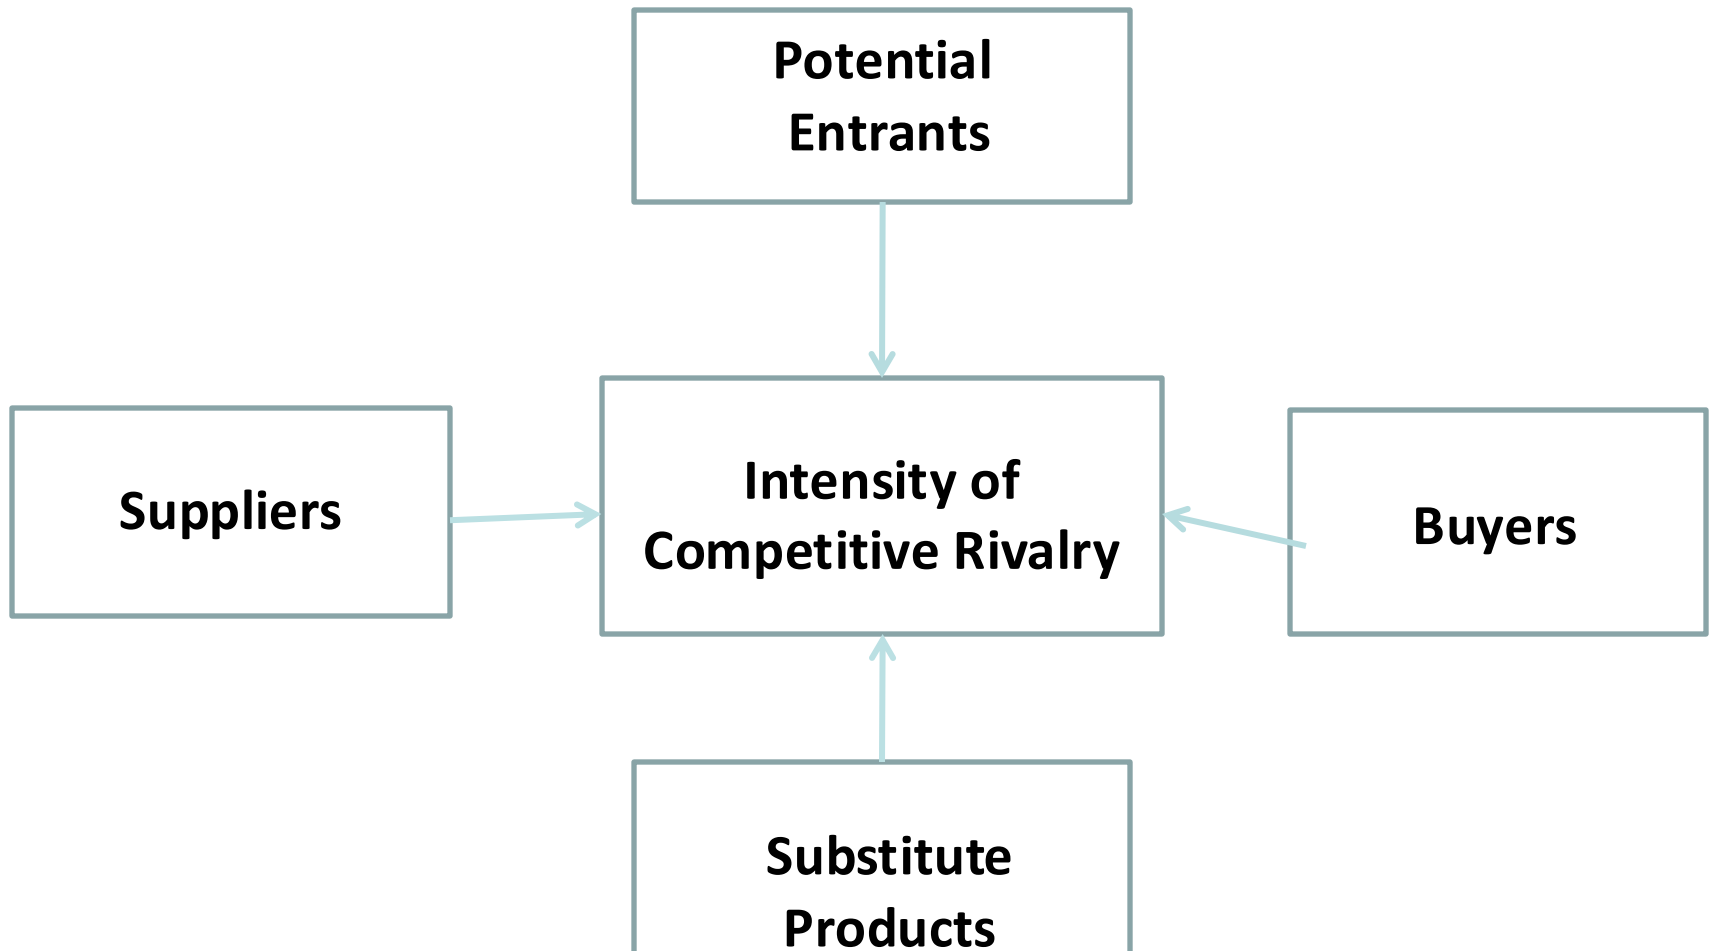 Potential
Entrants
Suppliers
Intensity of
Competitive Rivalry
Buyers
Substitute
Products